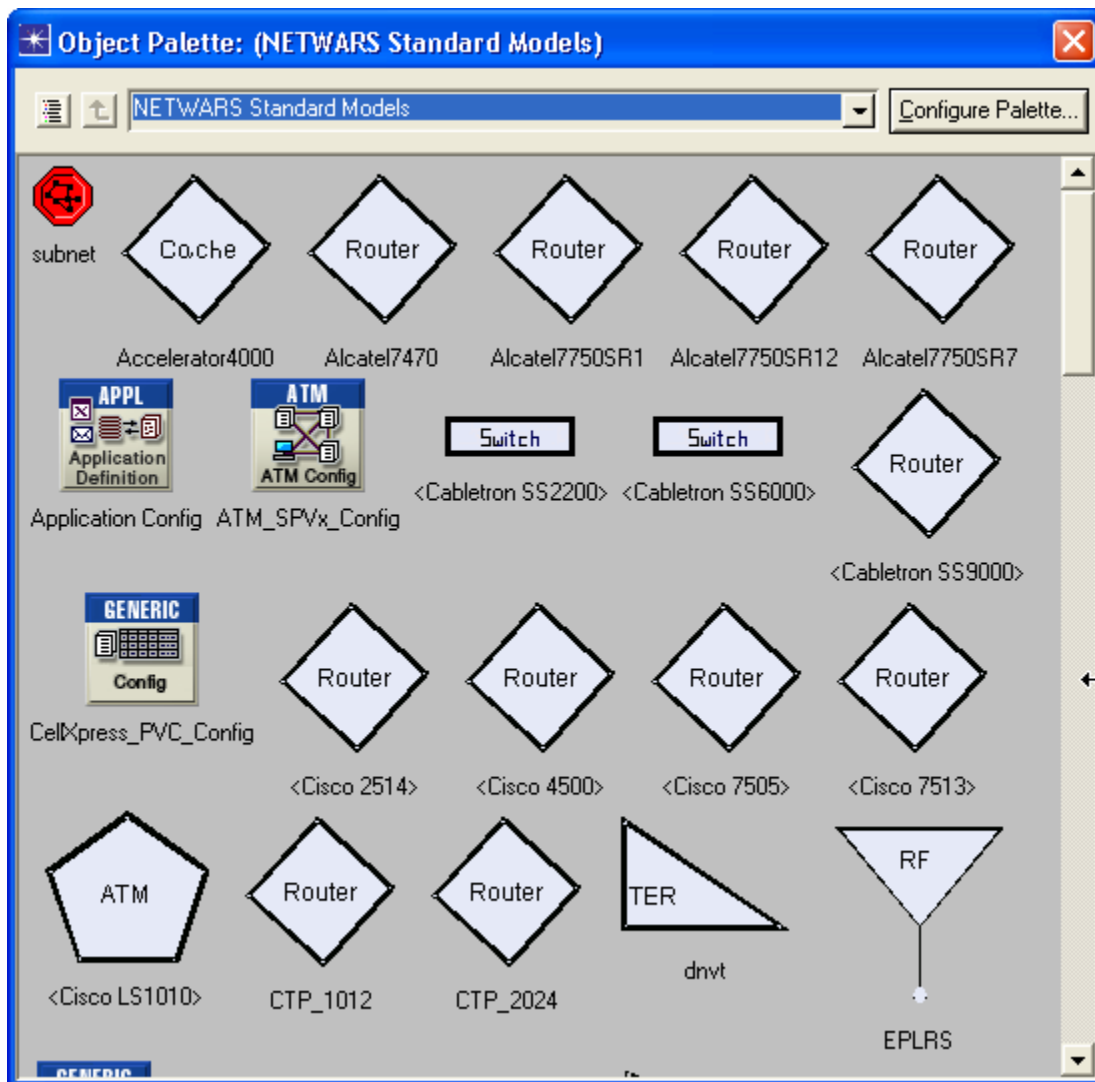 Object Palette: (NETWARS Standard Models)
NETWARS Standard Models
Configure Palette...
subnet
Cache
Router
Router
Router
Router
Accelerator4000
Alcatel7470
Alcatel7750SR1
Alcatel7750SR12
Alcatel7750SR7
APPL
Application
Definition
Application Config
ATM
ATM Config
ATM_SPVx_Config
Switch
<Cabletron SS2200>
Switch
<Cabletron SS6000>
Router
<Cabletron SS9000>
GENERIC
Config
CellXpress_PVC_Config
Router
<Cisco 2514>
Router
<Cisco 4500>
Router
<Cisco 7505>
Router
<Cisco 7513>
ATM
<Cisco LS1010>
Router
CTP_1012
Router
CTP_2024
TER
dnvt
RF
EPLRS
GENERIC